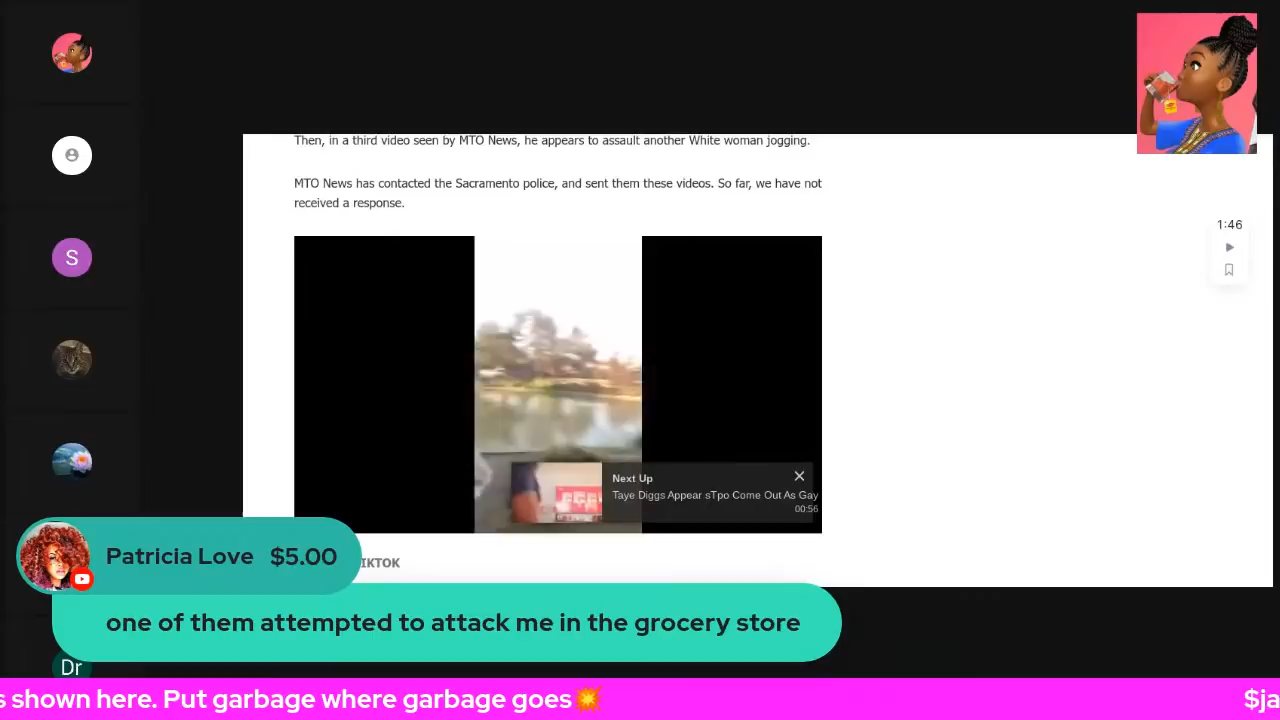 Then, in a third video seen by MTO News, he appears to assault another White woman jogging.
MTO News has contacted the Sacramento police, and sent them these videos. So far, we have not
received a response.
1:46
S
Next Up
Taye Diggs Appear sTpo Come Out As Gay
00:56
IKTOK
Patricia Love $5.00
one of them attempted to attack me in the grocery store
Dr
s shown here. Put garbage where garbage goes💥 $ja